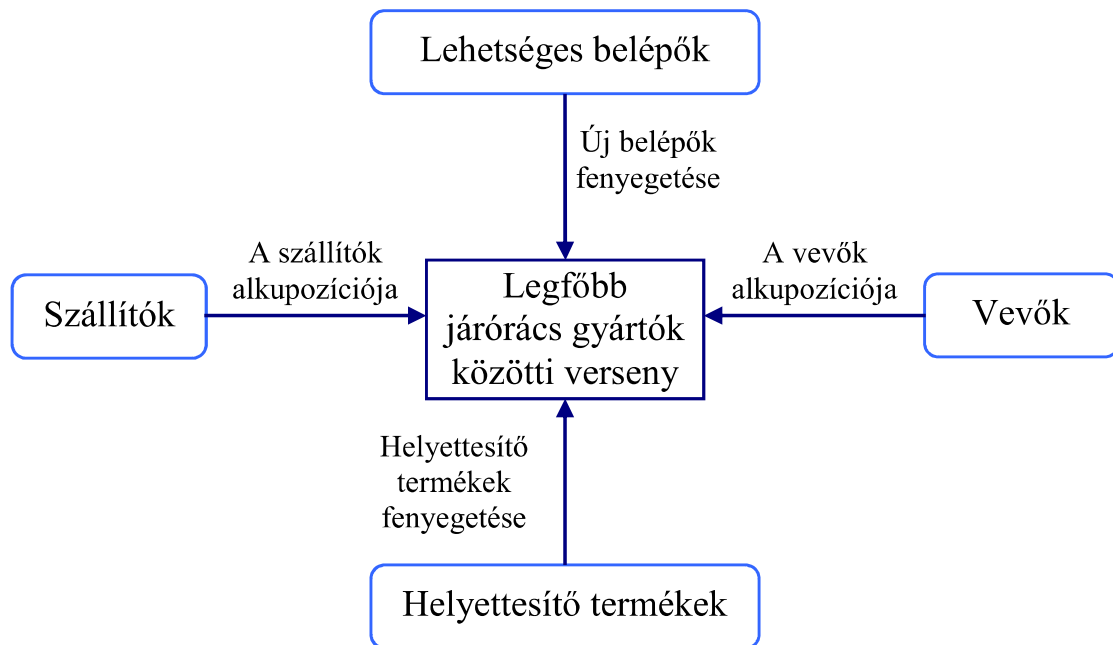 Lehetséges belépők
Új belépők
fenyegetése
A szállítók
alkupozíciója
A vevők
alkupozíciója
Szállítók
Legfőbb
járórács gyártók
közötti verseny
Vevők
Helyettesítő
termékek
fenyegetése
Helyettesítő termékek